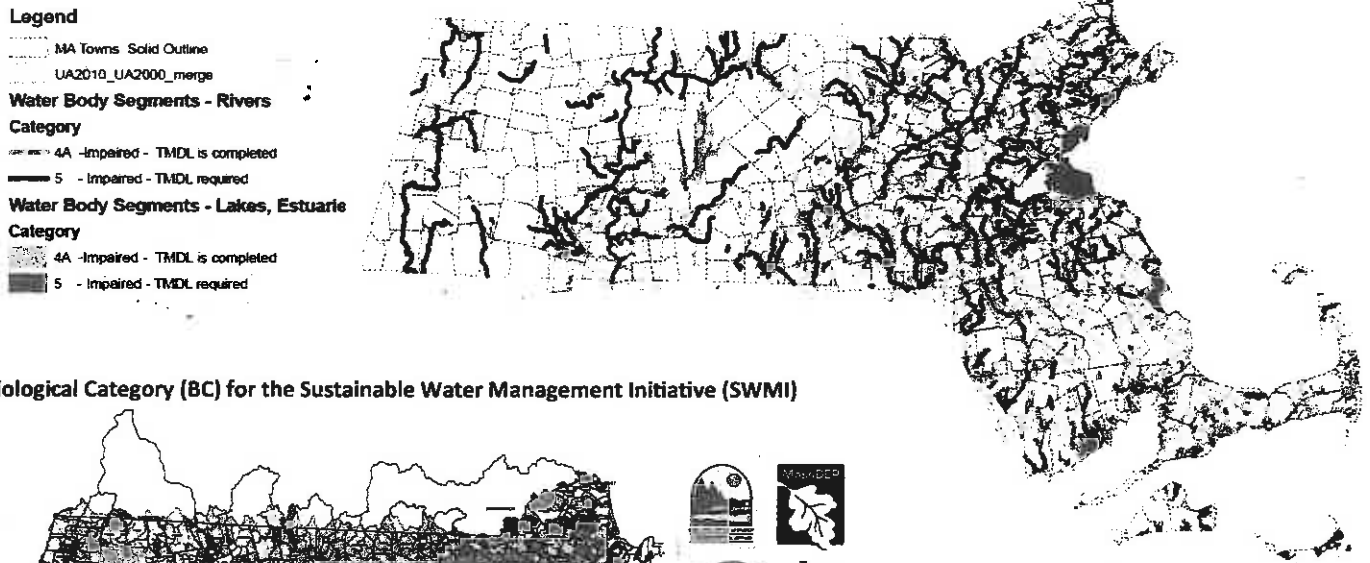 Legend
MA Towns Solid Outline
UA2010_UA2000_merge
Water Body Segments - Rivers
Category
4A -Impaired - TMDL is completed
5 - Impaired - TMDL required
Water Body Segments - Lakes, Estuarie
Category
4A -Impaired - TMDL is completed
5 - Impaired - TMDL required
iological Category (BC) for the Sustainable Water Management Initiative (SWMI)
MassDEP